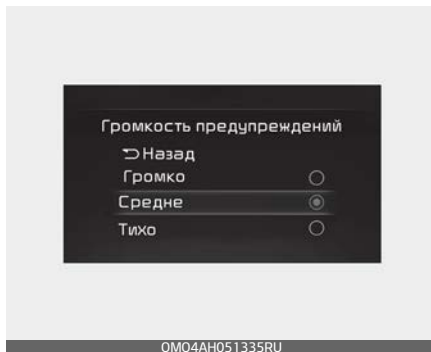 Громкость предупреждений
Назад
Громко
Средне
Тихо
OMO4AH051335RU